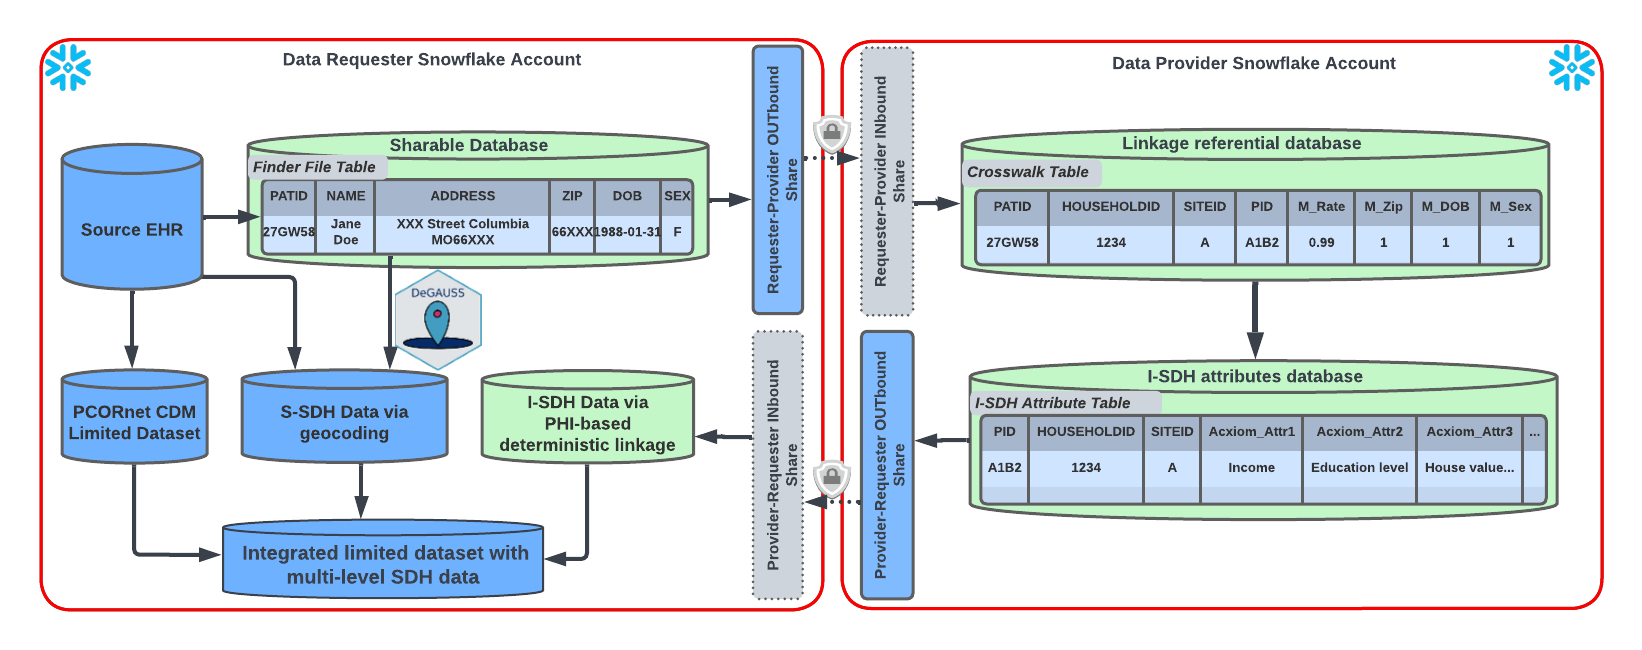 Data Requester Snowflake Account
Data Provider Snowflake Account
Sharable Database
Finder File Table
PATID NAME ADDRESS ZIP DOB SEX
27GW58 Jane Doe XXX Street Columbia MO66XXX 66XXX 1988-01-31 F
Source EHR
DeGAUSS
PCORnet CDM
Limited Dataset
S-SDH Data via
geocoding
I-SDH Data via
PHI-based
deterministic linkage
Integrated limited dataset with
multi-level SDH data
Requester-Provider OUTbound
Share
Provider-Requester INbound
Share
Requester-Provider INbound
Share
Provider-Requester OUTbound
Share
Linkage referential database
Crosswalk Table
PATID HOUSEHOLDID SITEID PID M_Rate M_Zip M_DOB M_Sex
27GW58 1234 A A1B2 0.99 1 1 1
I-SDH attributes database
I-SDH Attribute Table
PID HOUSEHOLDID SITEID Acxiom_Attr1 Acxiom_Attr2 Acxiom_Attr3 ...
A1B2 1234 A Income Education level House value...